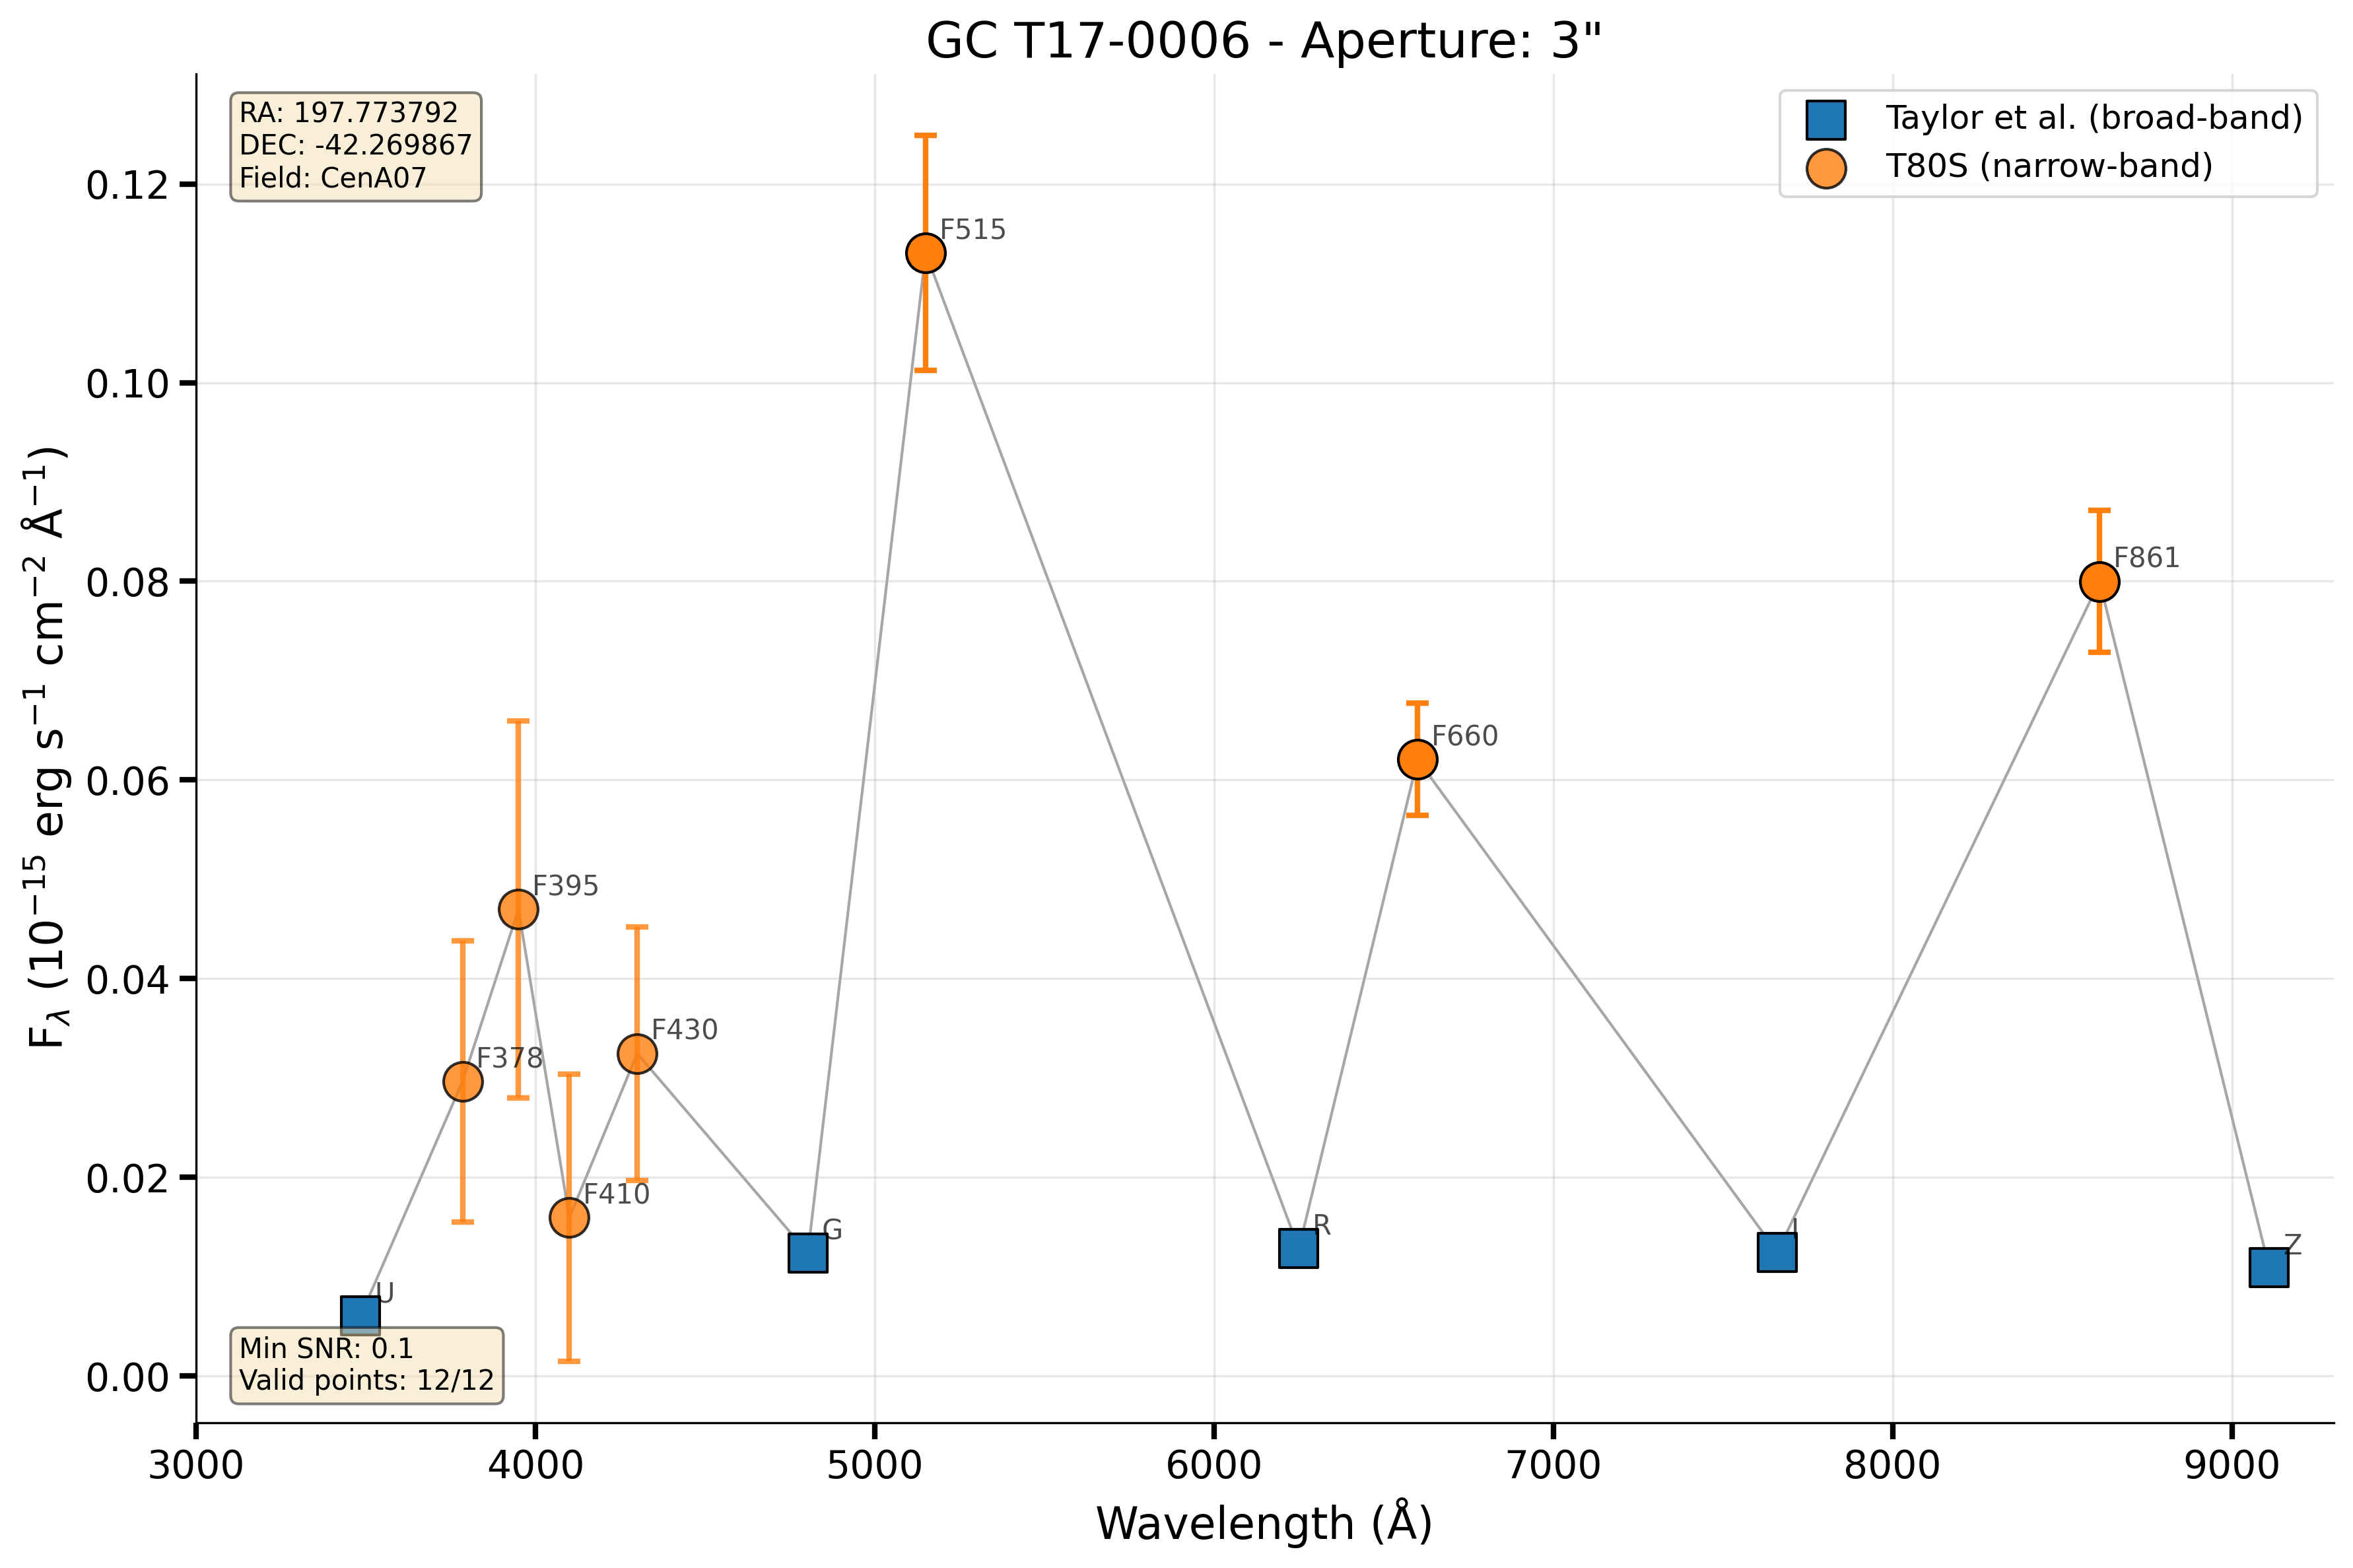 GC T17-0006 - Aperture: 3"
RA: 197.773792
DEC: -42.269867
Field: CenA07
Taylor et al. (broad-band)
T80S (narrow-band)
F515
F861
F660
F395
F430
F378
F410
G
R
I
Z
U
Min SNR: 0.1
Valid points: 12/12
0.12
0.10
0.08
0.06
0.04
0.02
0.00
F$_{λ}$ (10$^{−15}$ erg s$^{−1}$ cm$^{−2}$ Å$^{−1}$)
3000 4000 5000 6000 7000 8000 9000
Wavelength (Å)